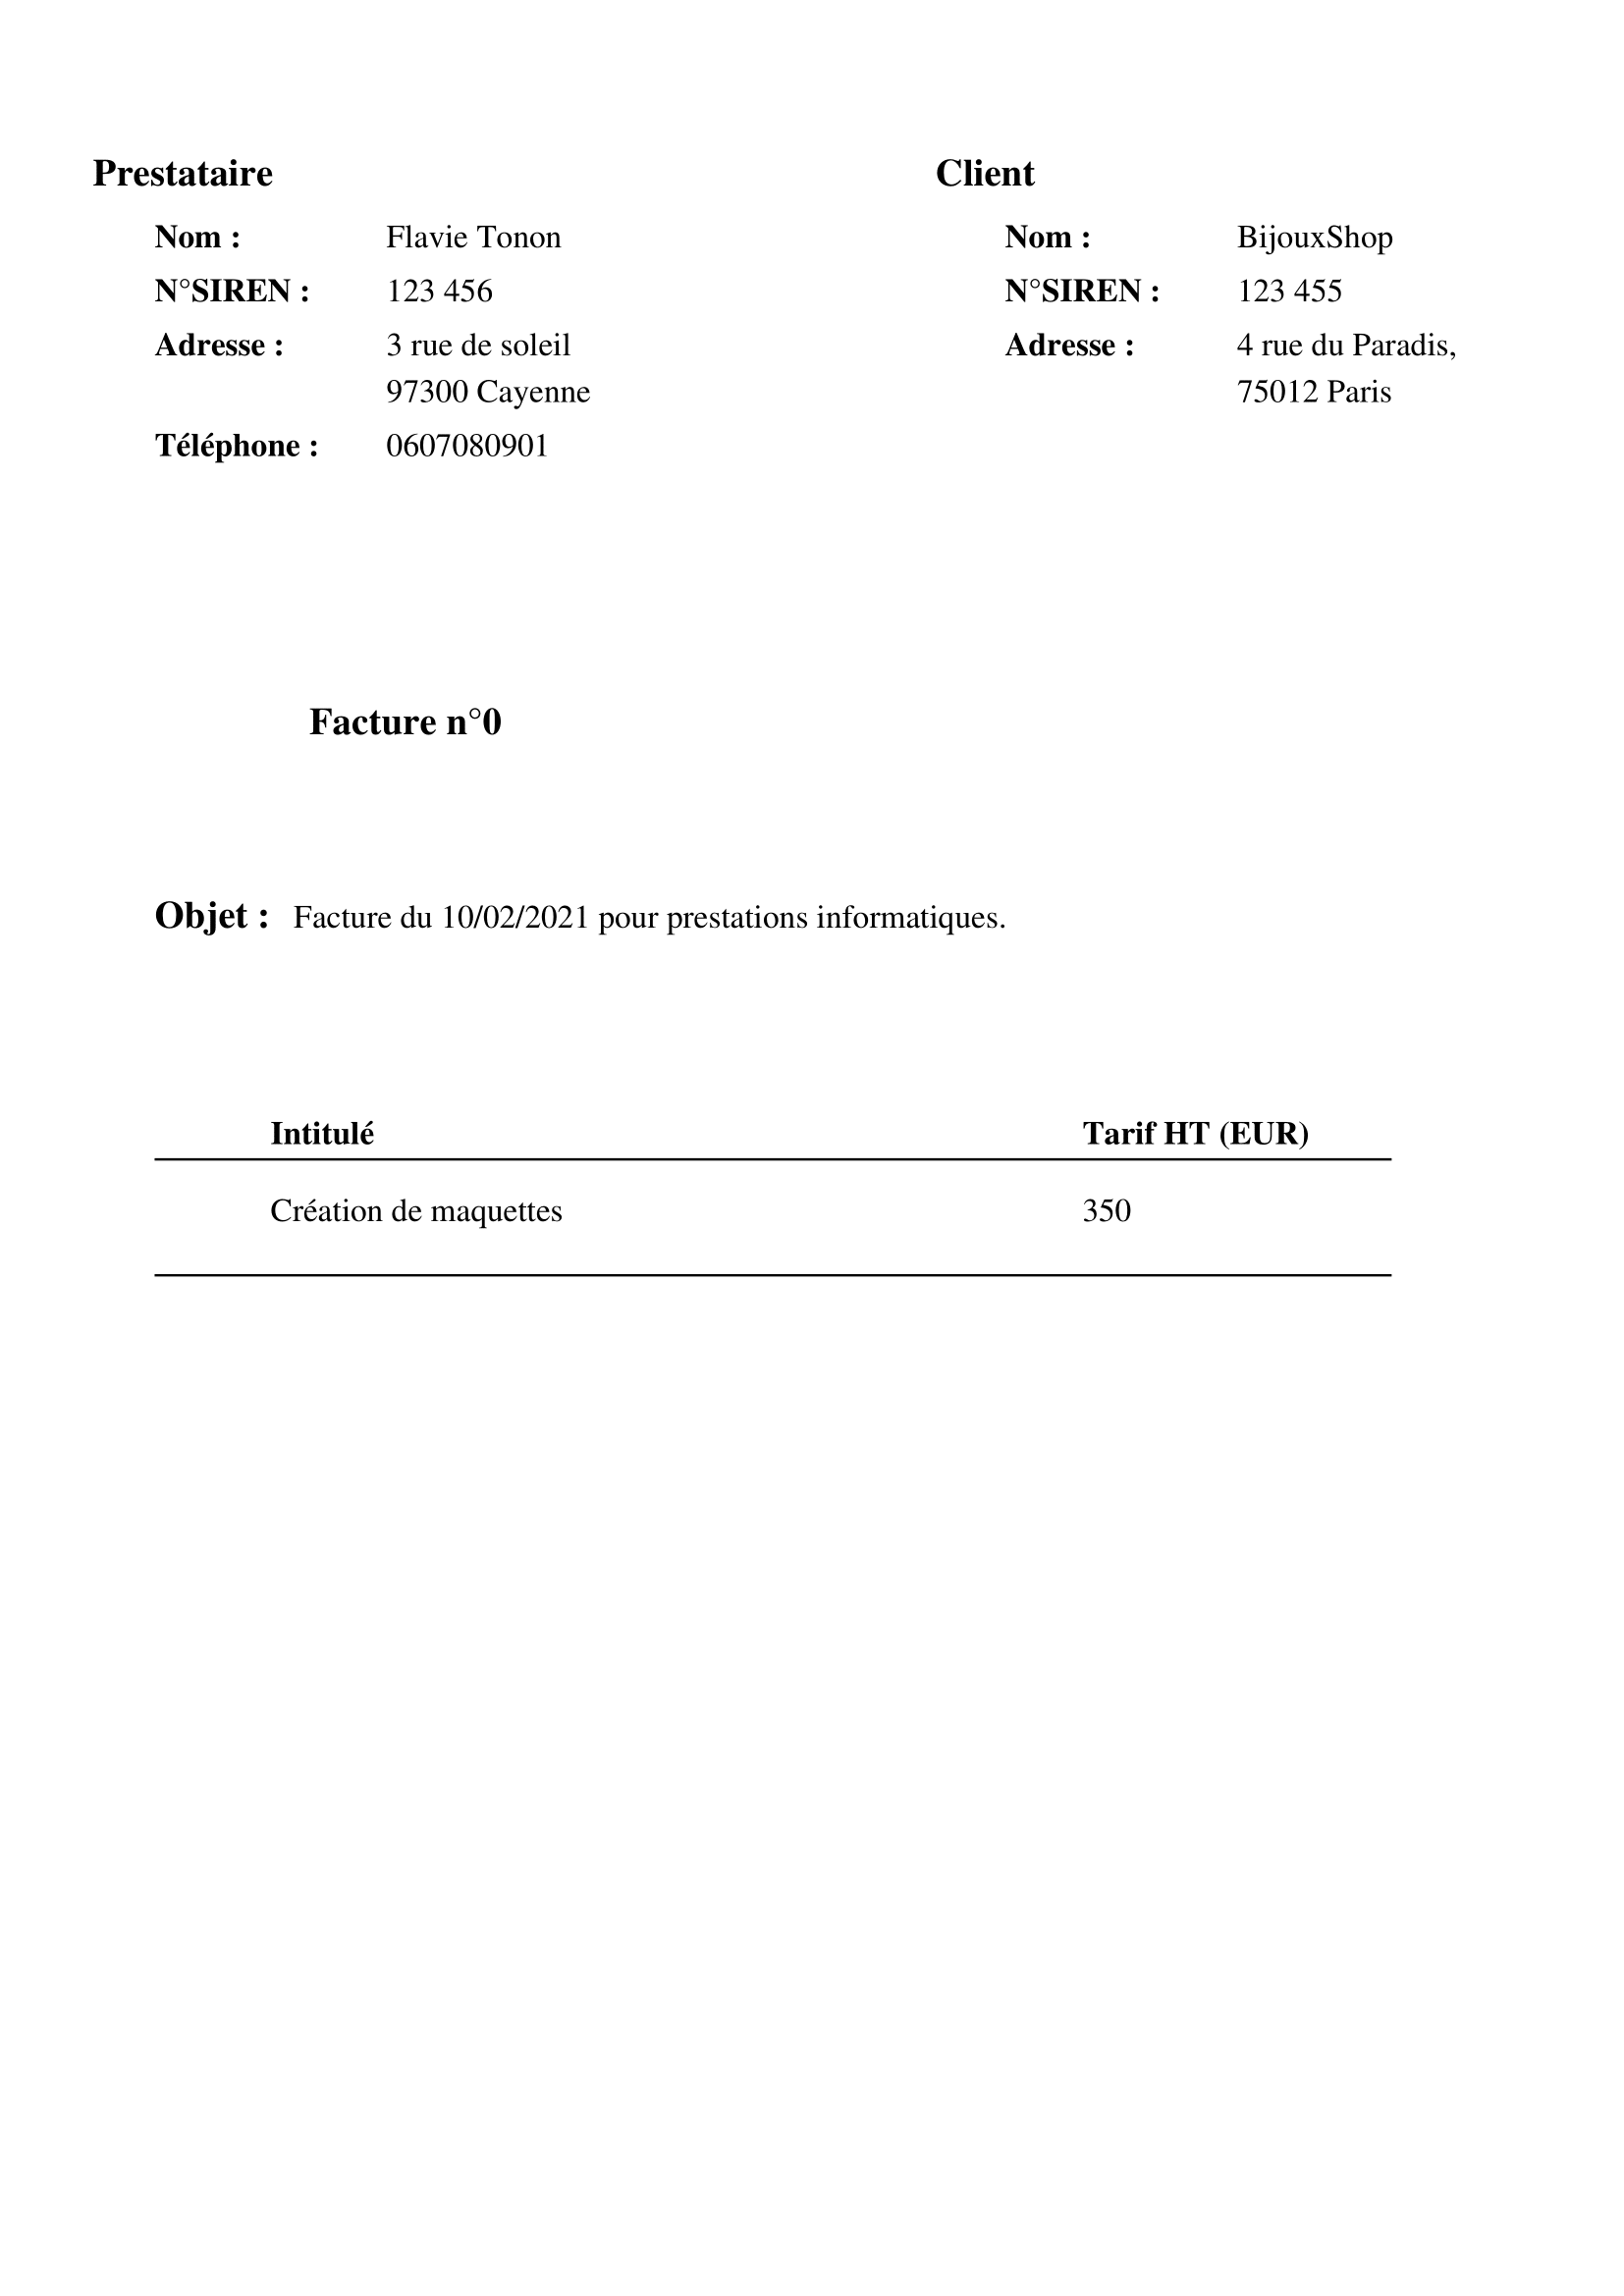 Prestataire
Nom : Flavie Tonon
N°SIREN : 123 456
Adresse : 3 rue de soleil
97300 Cayenne
Téléphone : 0607080901
Client
Nom : BijouxShop
N°SIREN : 123 455
Adresse : 4 rue du Paradis,
75012 Paris
Facture n°0
Objet : Facture du 10/02/2021 pour prestations informatiques.
Intitulé Tarif HT (EUR)
Création de maquettes 350